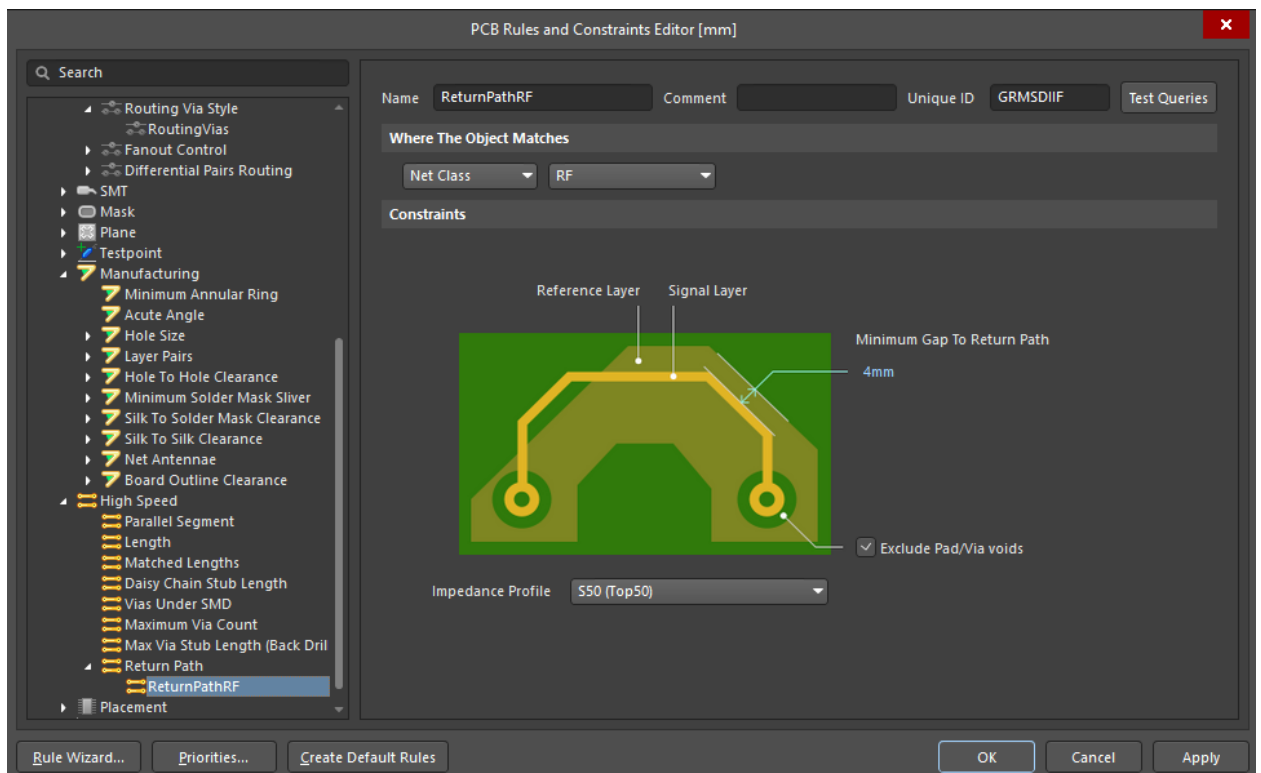 PCB Rules and Constraints Editor [mm]
Search
Routing Via Style
RoutingVias
Fanout Control
Differential Pairs Routing
SMT
Mask
Plane
Testpoint
Manufacturing
Minimum Annular Ring
Acute Angle
Hole Size
Layer Pairs
Hole To Hole Clearance
Minimum Solder Mask Sliver
Silk To Solder Mask Clearance
Silk To Silk Clearance
Net Antennae
Board Outline Clearance
High Speed
Parallel Segment
Length
Matched Lengths
Daisy Chain Stub Length
Vias Under SMD
Maximum Via Count
Max Via Stub Length (Back Dril
Return Path
ReturnPathRF
Placement
Name ReturnPathRF Comment Unique ID GRMSDIIF Test Queries
Where The Object Matches
Net Class RF
Constraints
Reference Layer Signal Layer
Minimum Gap To Return Path
4mm
Exclude Pad/Via voids
Impedance Profile S50 (Top50)
Rule Wizard... Priorities... Create Default Rules OK Cancel Apply